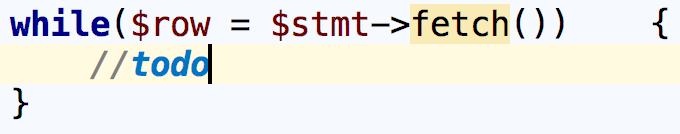 while($row = $stmt->fetch())    {
    //todo
}